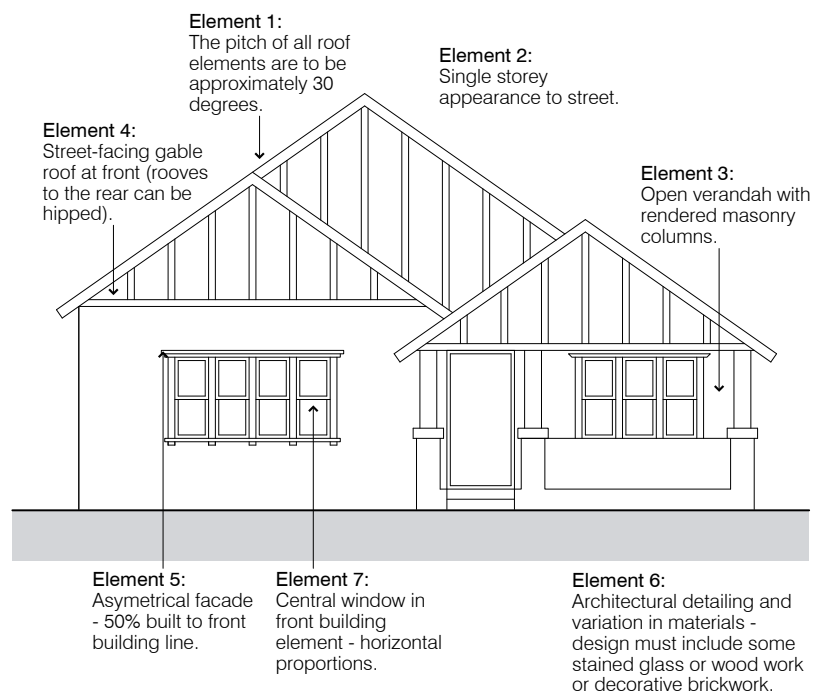 Element 1:
The pitch of all roof
elements are to be
approximately 30
degrees.
Element 2:
Single storey
appearance to street.
Element 4:
Street-facing gable
roof at front (rooves
to the rear can be
hipped).
Element 3:
Open verandah with
rendered masonry
columns.
Element 5:
Asymetrical facade
- 50% built to front
building line.
Element 7:
Central window in
front building
element - horizontal
proportions.
Element 6:
Architectural detailing and
variation in materials -
design must include some
stained glass or wood work
or decorative brickwork.